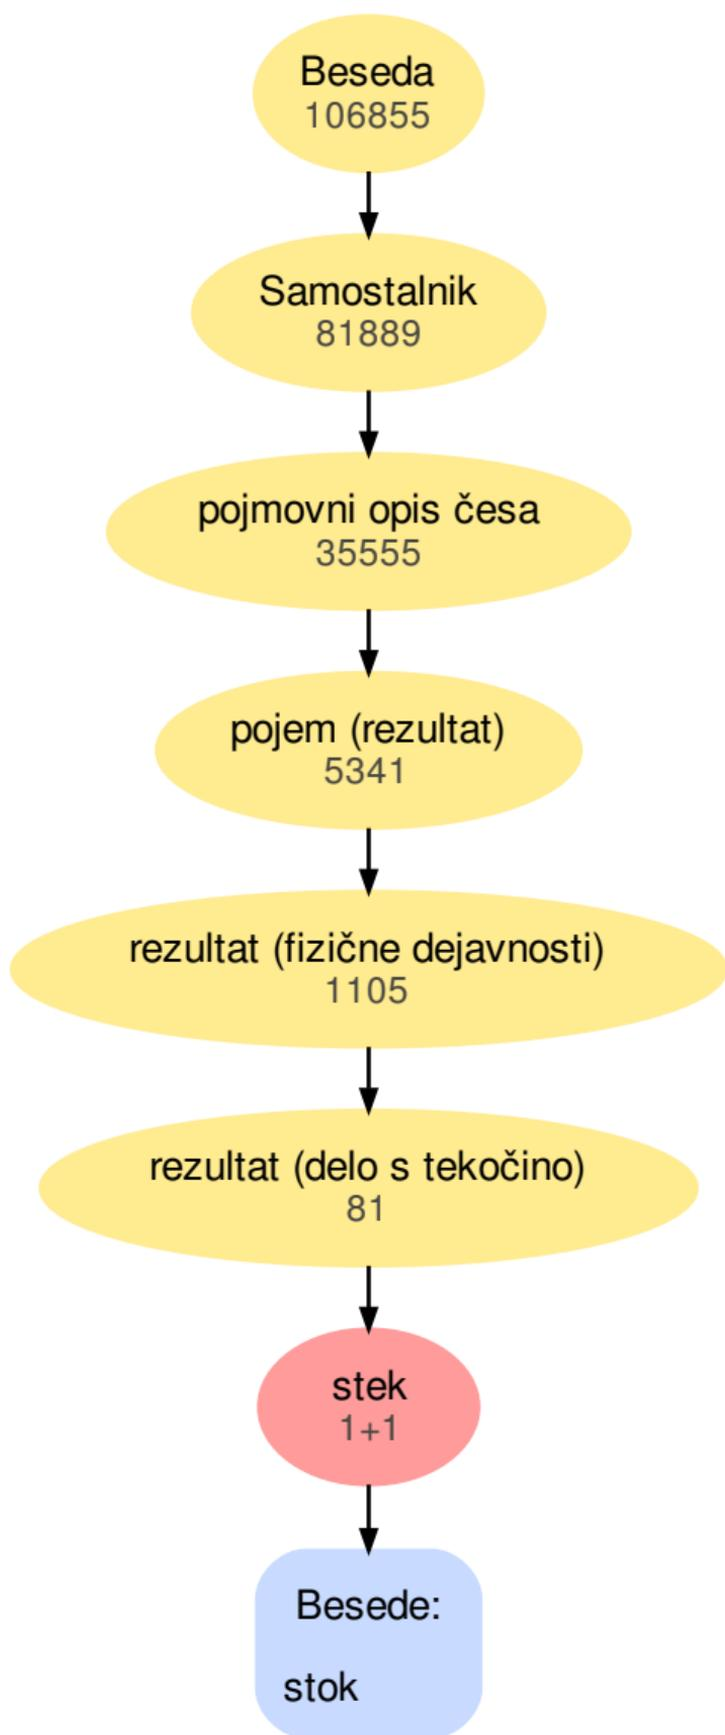 Beseda
106855
Samostalnik
81889
pojmovni opis česa
35555
pojem (rezultat)
5341
rezultat (fizične dejavnosti)
1105
rezultat (delo s tekočino)
81
stek
1+1
Besede:
stok